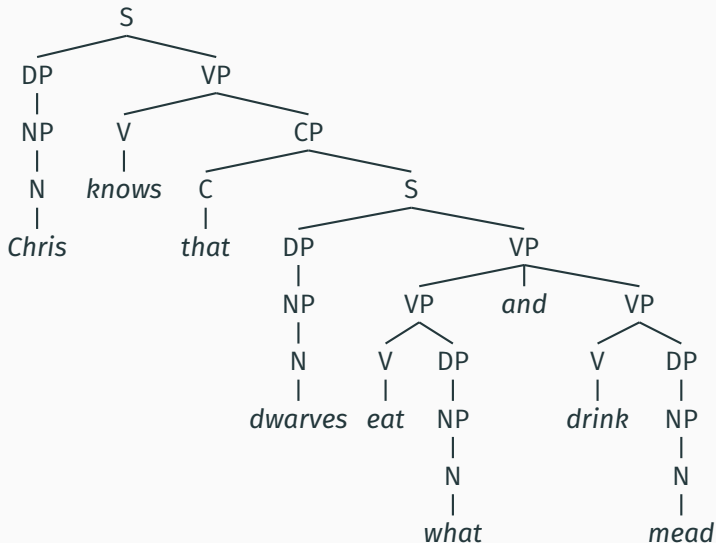 S
DP VP
NP V CP
N knows C S
Chris that DP VP
NP VP and VP
N V DP V DP
dwarves eat NP drink NP
N N
what mead